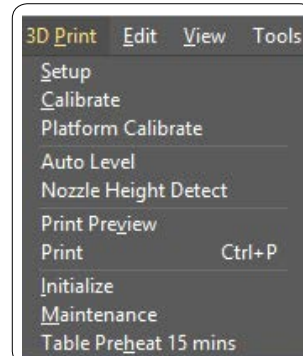 3D Print Edit View Tools
Setup
Calibrate
Platform Calibrate
Auto Level
Nozzle Height Detect
Print Preview
Print Ctrl+P
Initialize
Maintenance
Table Preheat 15 mins